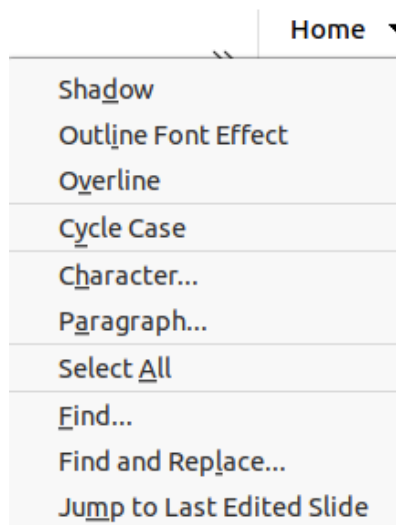 Home
Shadow
Outline Font Effect
Overline
Cycle Case
Character...
Paragraph...
Select All
Find...
Find and Replace...
Jump to Last Edited Slide